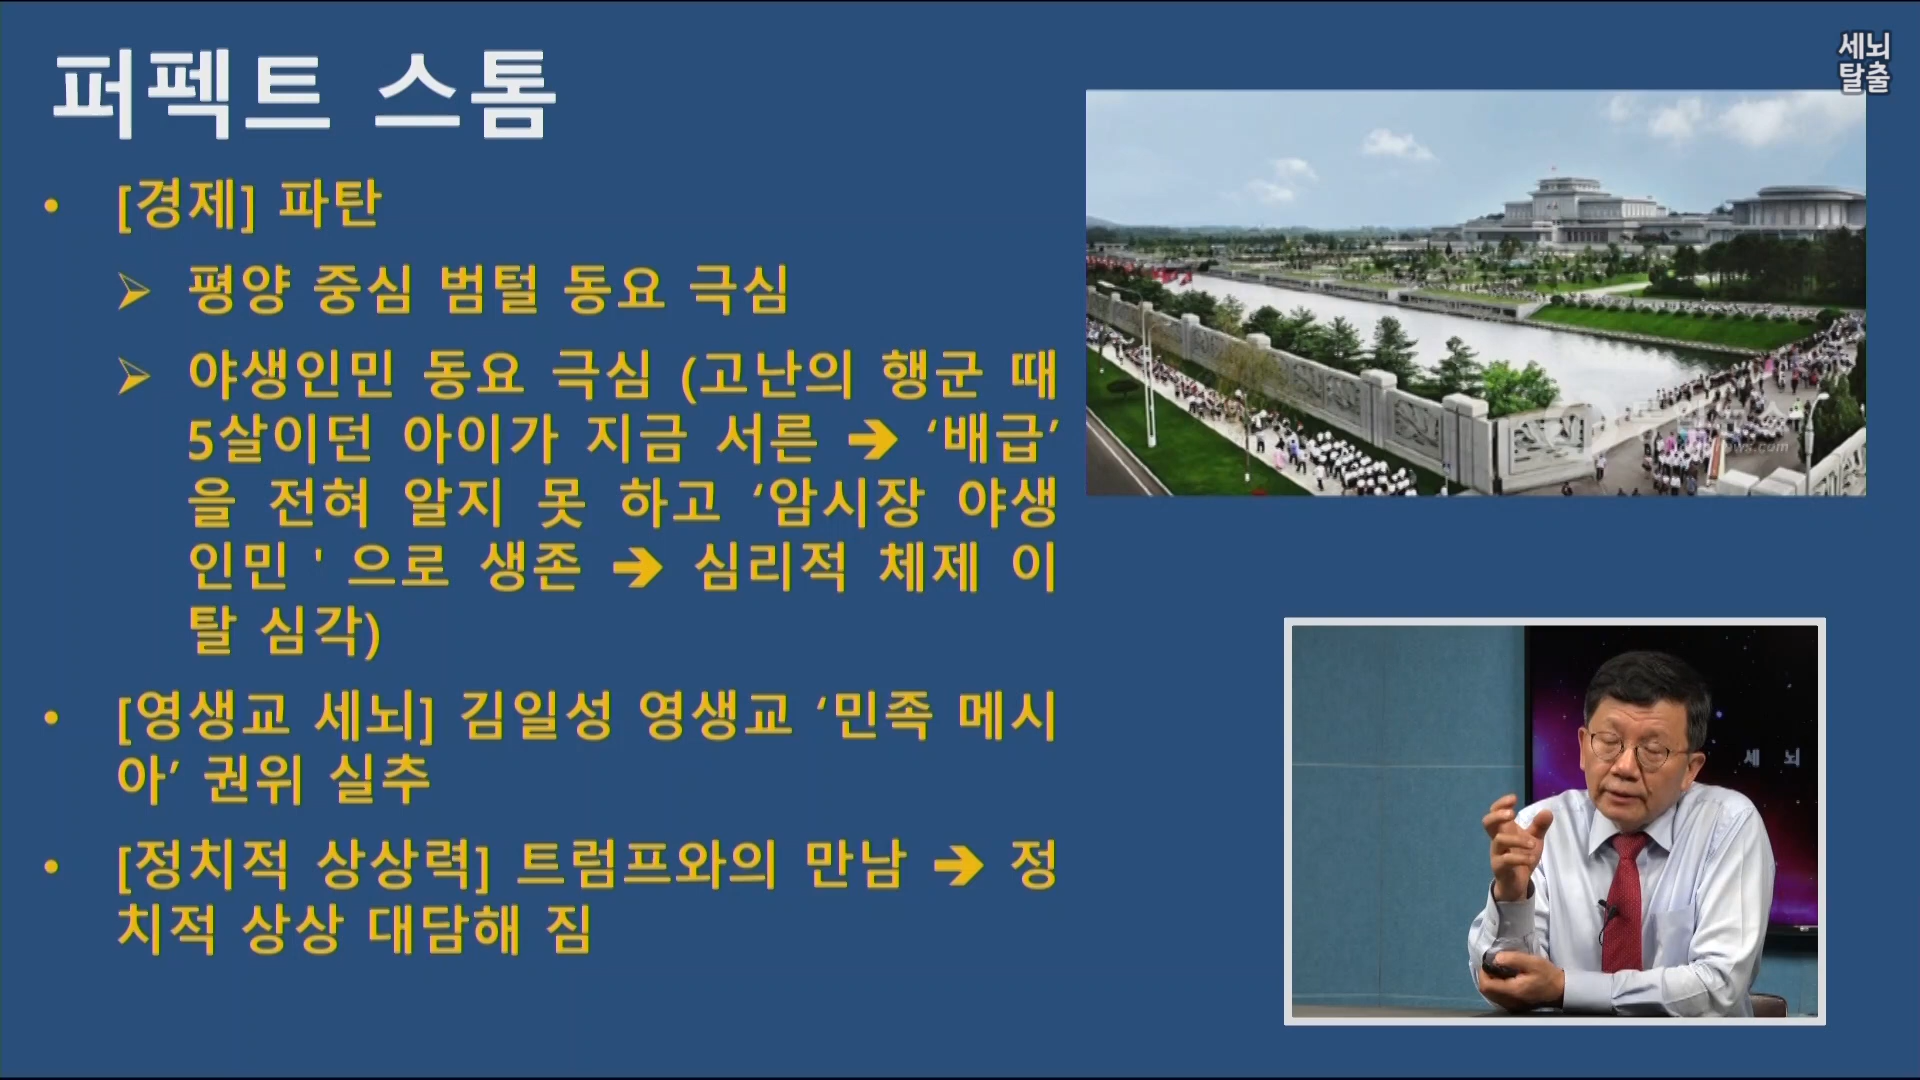 퍼펙트 스톰
세뇌
탈출
• [경제] 파탄
➢ 평양 중심 범털 동요 극심
➢ 야생인민 동요 극심 (고난의 행군 때
5살이던 아이가 지금 서른 ➔ ‘배급’
을 전혀 알지 못 하고 ‘암시장 야생
인민 ' 으로 생존 ➔ 심리적 체제 이
탈 심각)
• [영생교 세뇌] 김일성 영생교 ‘민족 메시
아’ 권위 실추
• [정치적 상상력] 트럼프와의 만남 ➔ 정
치적 상상 대담해 짐
세 뇌